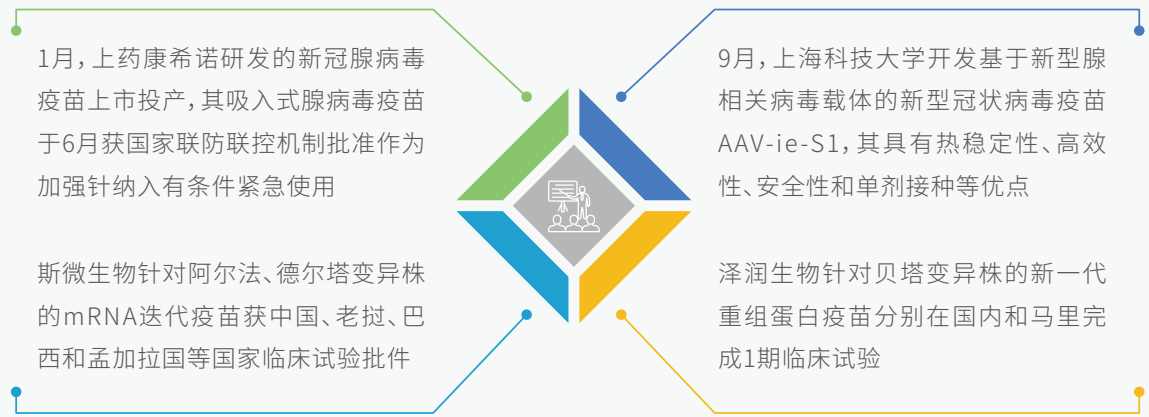 1月，上药康希诺研发的新冠腺病毒
疫苗上市投产，其吸入式腺病毒疫苗
于6月获国家联防联控机制批准作为
加强针纳入有条件紧急使用
9月，上海科技大学开发基于新型腺
相关病毒载体的新型冠状病毒疫苗
AAV-ie-S1，其具有热稳定性、高效
性、安全性和单剂接种等优点
斯微生物针对阿尔法、德尔塔变异株
的mRNA迭代疫苗获中国、老挝、巴
西和孟加拉国等国家临床试验批件
泽润生物针对贝塔变异株的新一代
重组蛋白疫苗分别在国内和马里完
成1期临床试验